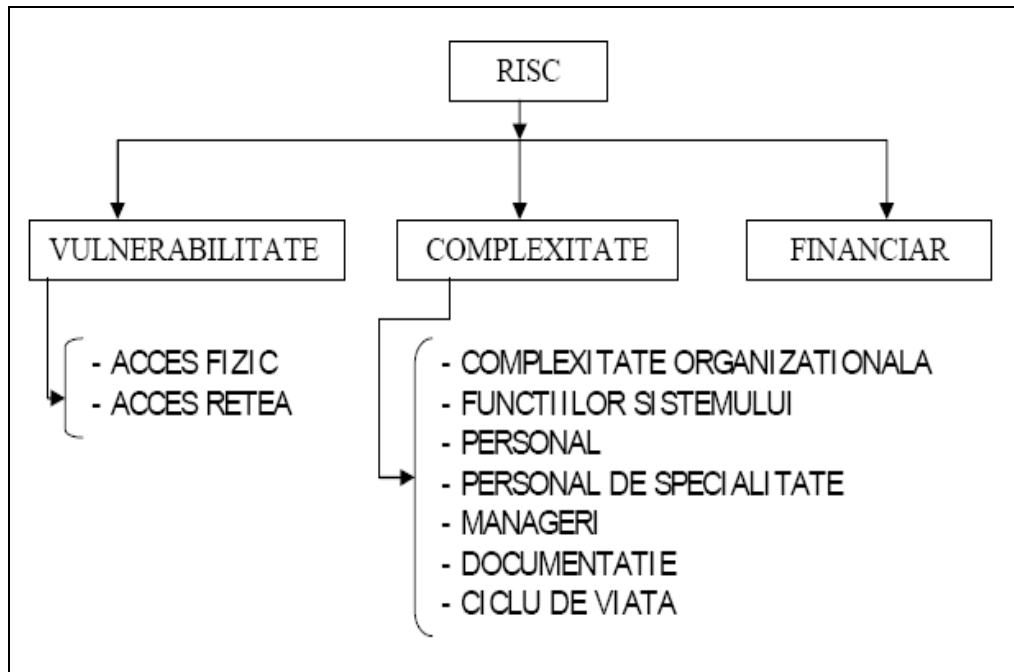 RISC
VULNERABILITATE
COMPLEXITATE
FINANCIAR
- ACCES FIZIC
- ACCES RETEA
- COMPLEXITATE ORGANIZATIONALA
- FUNCTIILOR SISTEMULUI
- PERSONAL
- PERSONAL DE SPECIALITATE
- MANAGERI
- DOCUMENTATIE
- CICLU DE VIATA